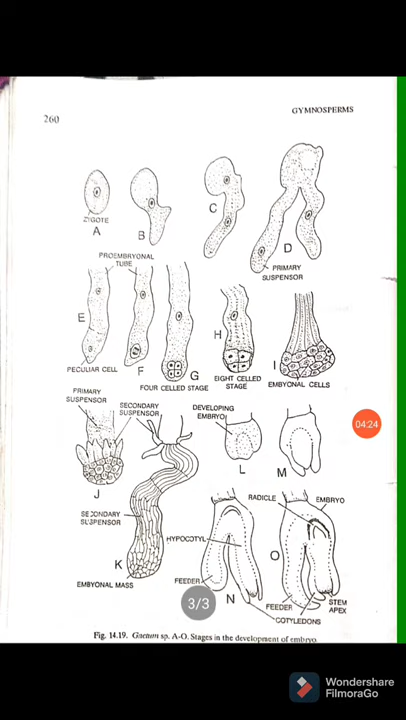 260
GYMNOSPERMS
ZYGOTE
A
B
C
D
PROEMBRYONAL
TUBE
PRIMARY
SUSPENSOR
E
F
G
H
I
PECULIAR CELL
FOUR CELLED STAGE
EIGHT CELLED
STAGE
EMBYONAL CELLS
PRIMARY
SUSPENSOR
SECONDARY
SUSPENSOR
DEVELOPING
EMBRYO
04:24
J
L
M
SECONDARY
SUSPENSOR
RADICLE
EMBRYO
HYPOCOTYL
K
O
EMBYONAL MASS
FEEDER
N
FEEDER
STEM
APEX
COTYLEDONS
3/3
Fig. 14.19. Gnetum sp. A-O. Stages in the development of embryo.
Wondershare
FilmoraGo